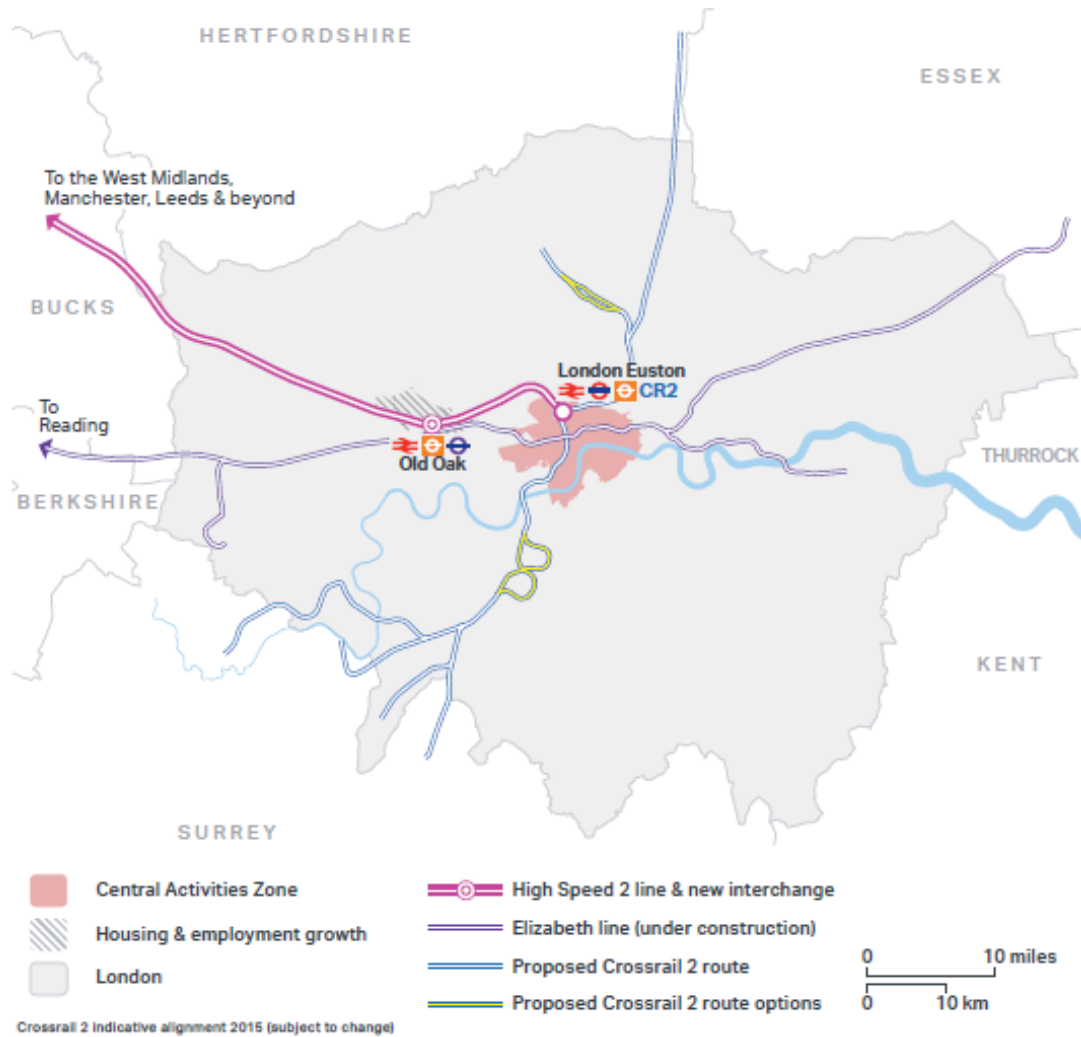 HERTFORDSHIRE
ESSEX
To the West Midlands,
Manchester, Leeds & beyond
BUCKS
London Euston
CR2
To
Reading
Old Oak
THURROCK
BERKSHIRE
KENT
SURREY
Central Activities Zone
Housing & employment growth
London
High Speed 2 line & new interchange
Elizabeth line (under construction)
Proposed Crossrail 2 route
Proposed Crossrail 2 route options
0 10 miles
0 10 km
Crossrail 2 indicative alignment 2015 (subject to change)